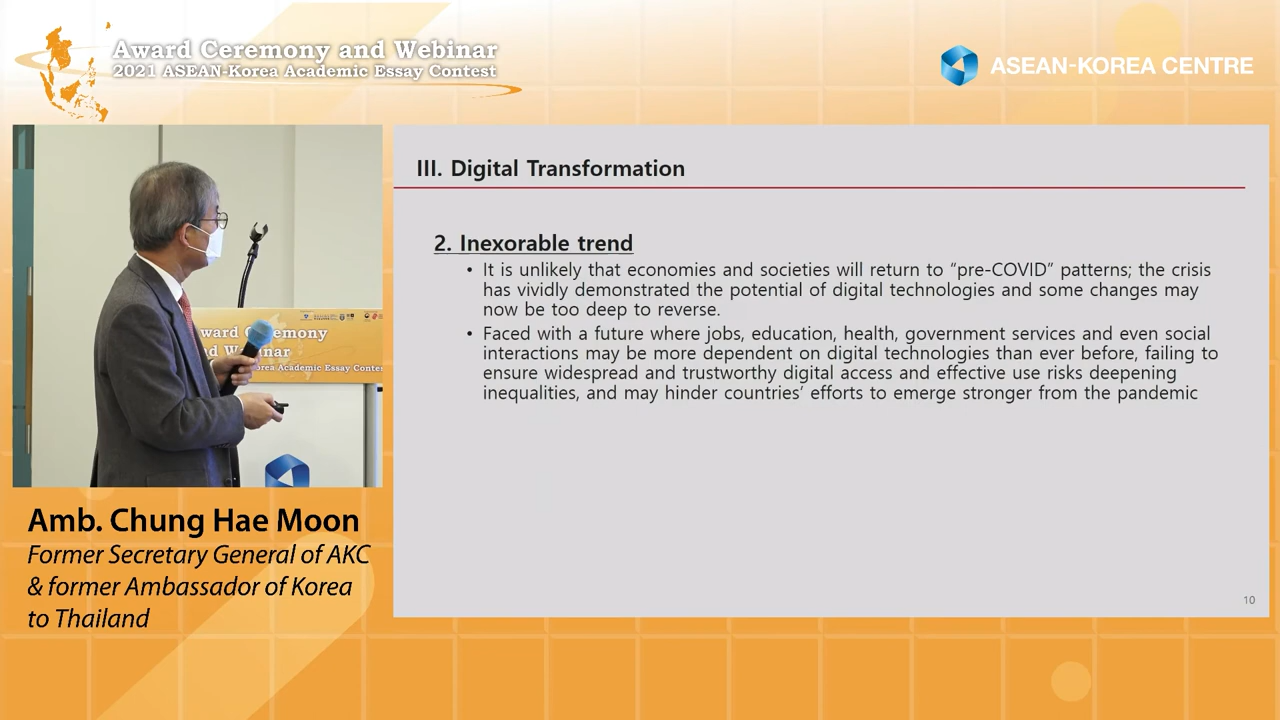 Award Ceremony and Webinar
2021 ASEAN-Korea Academic Essay Contest
ASEAN-KOREA CENTRE
III. Digital Transformation
2. Inexorable trend
• It is unlikely that economies and societies will return to “pre-COVID” patterns; the crisis
has vividly demonstrated the potential of digital technologies and some changes may
now be too deep to reverse.
• Faced with a future where jobs, education, health, government services and even social
interactions may be more dependent on digital technologies than ever before, failing to
ensure widespread and trustworthy digital access and effective use risks deepening
inequalities, and may hinder countries’ efforts to emerge stronger from the pandemic
10
ward Ceremony
nd Webinar
orea Academic Essay Contes
Amb. Chung Hae Moon
Former Secretary General of AKC
& former Ambassador of Korea
to Thailand